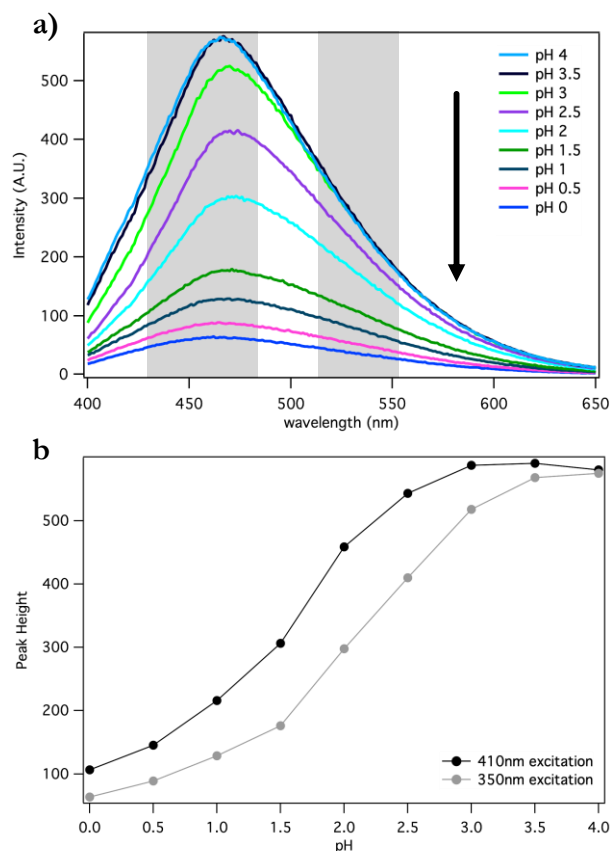 a)
500
400
300
200
100
0
Intensity (A.U.)
pH 4
pH 3.5
pH 3
pH 2.5
pH 2
pH 1.5
pH 1
pH 0.5
pH 0
400 450 500 550 600 650
wavelength (nm)
b
500
400
300
200
100
Peak Height
410nm excitation
350nm excitation
0.0 0.5 1.0 1.5 2.0 2.5 3.0 3.5 4.0
pH